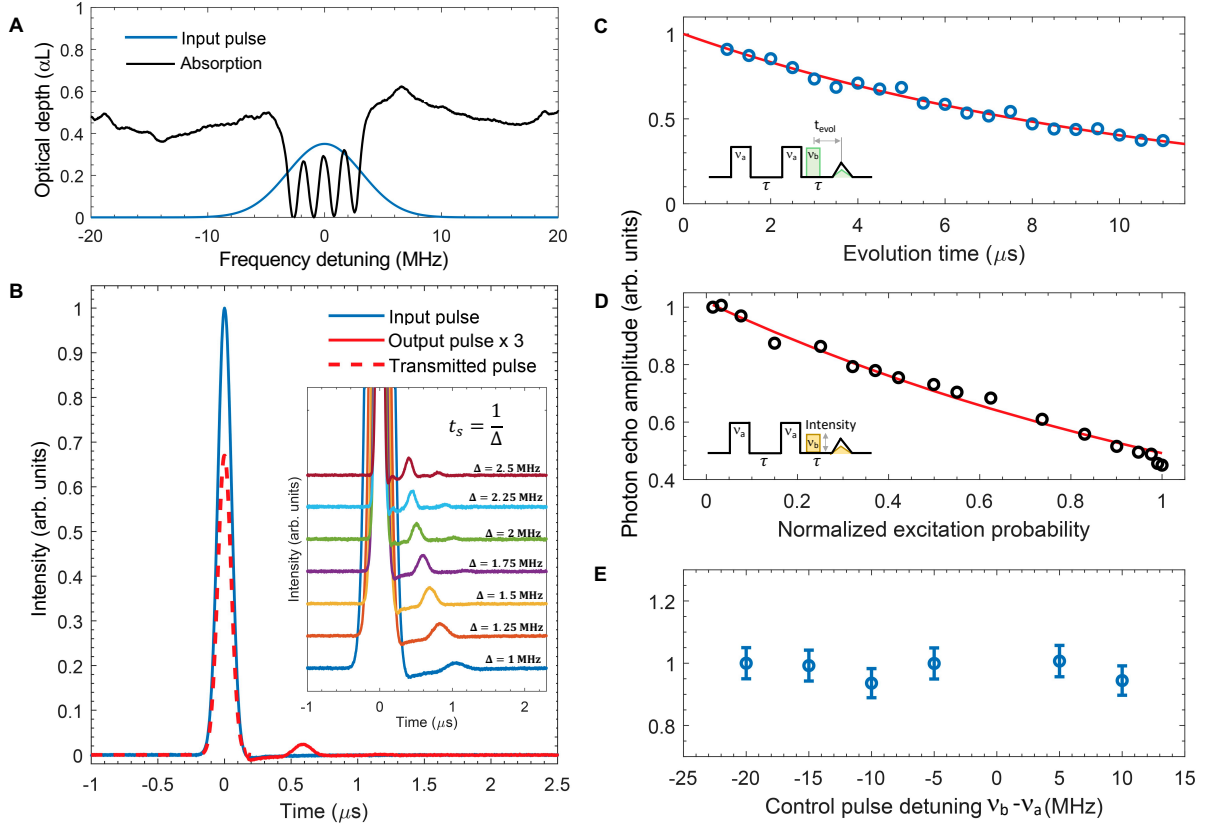 A
1
0.8
0.6
0.4
0.2
0
Optical depth (αL)
Input pulse
Absorption
-20
-10
0
10
20
Frequency detuning (MHz)
B
1
0.9
0.8
0.7
0.6
0.5
0.4
0.3
0.2
0.1
0
Intensity (arb. units)
Input pulse
Output pulse x 3
Transmitted pulse
t_s = 1/Δ
Δ = 2.5 MHz
Δ = 2.25 MHz
Δ = 2 MHz
Δ = 1.75 MHz
Δ = 1.5 MHz
Δ = 1.25 MHz
Δ = 1 MHz
Intensity (arb. units)
-1
0
1
2
Time (μs)
-1
-0.5
0
0.5
1
1.5
2
2.5
Time (μs)
C
1
0.5
0
t_evol
ν_a
ν_a
ν_b
τ
τ
0
2
4
6
8
10
Evolution time (μs)
Photon echo amplitude (arb. units)
D
1
0.8
0.6
0.4
Intensity
ν_a
ν_a
ν_b
τ
τ
0
0.2
0.4
0.6
0.8
1
Normalized excitation probability
E
1.2
1
0.8
-25
-20
-15
-10
-5
0
5
10
15
Control pulse detuning ν_b-ν_a(MHz)